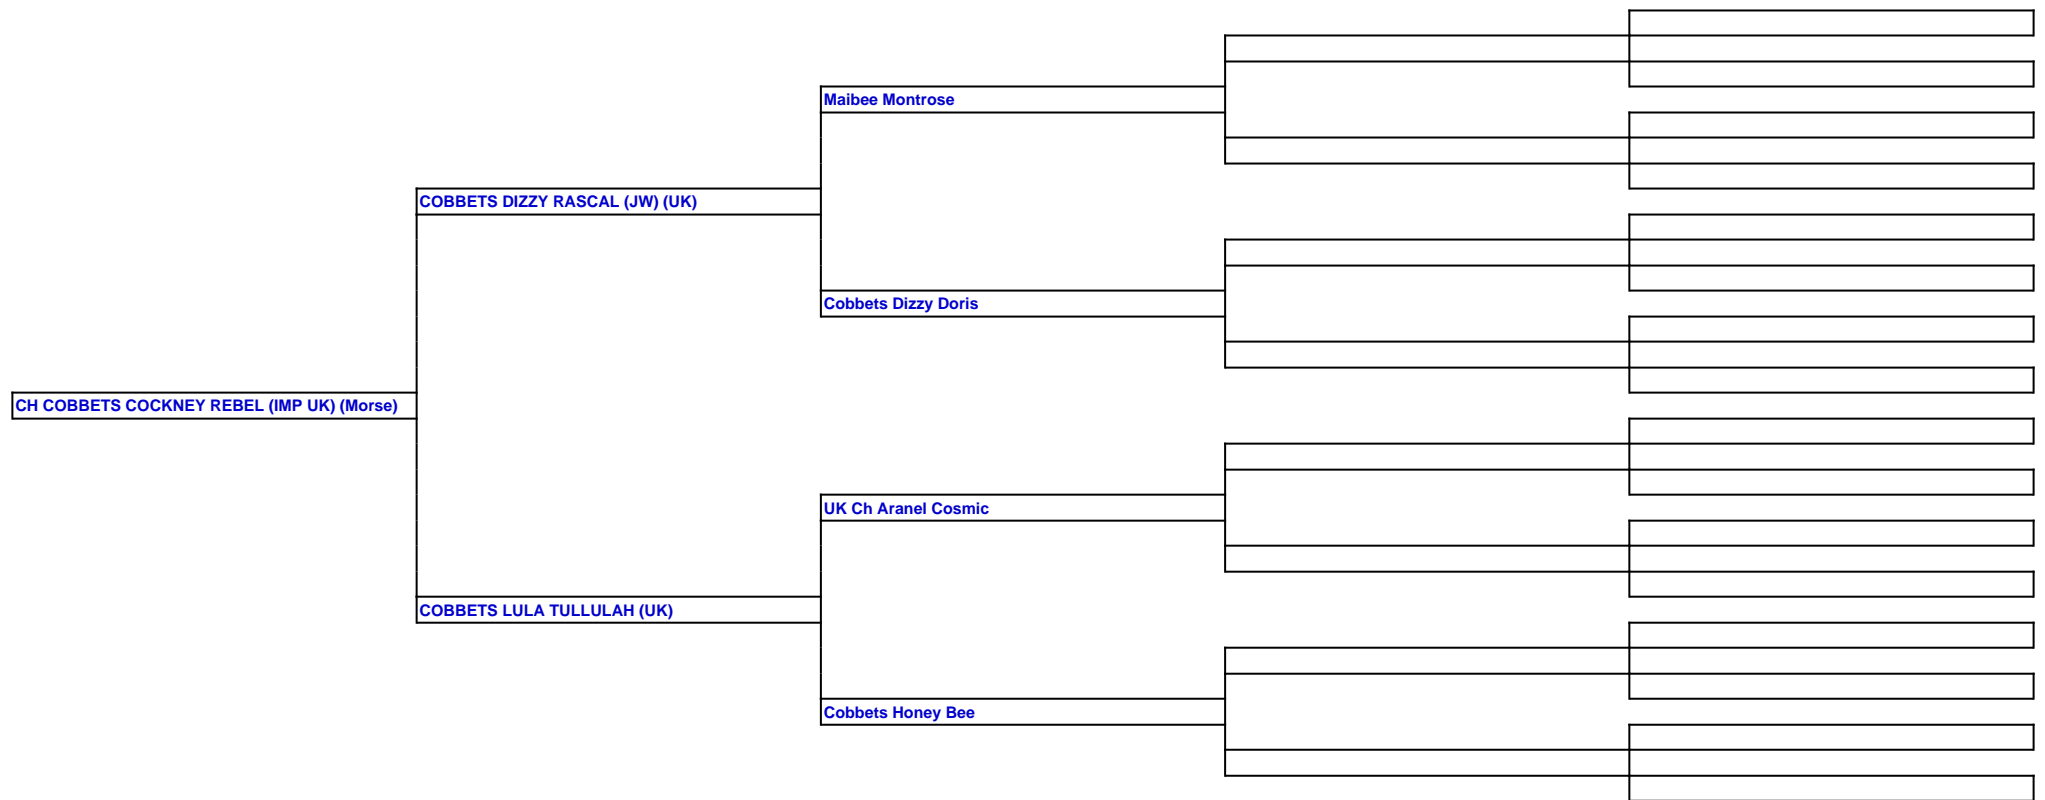 Maibee Montrose
COBBETS DIZZY RASCAL (JW) (UK)
Cobbets Dizzy Doris
CH COBBETS COCKNEY REBEL (IMP UK) (Morse)
UK Ch Aranel Cosmic
COBBETS LULA TULLULAH (UK)
Cobbets Honey Bee